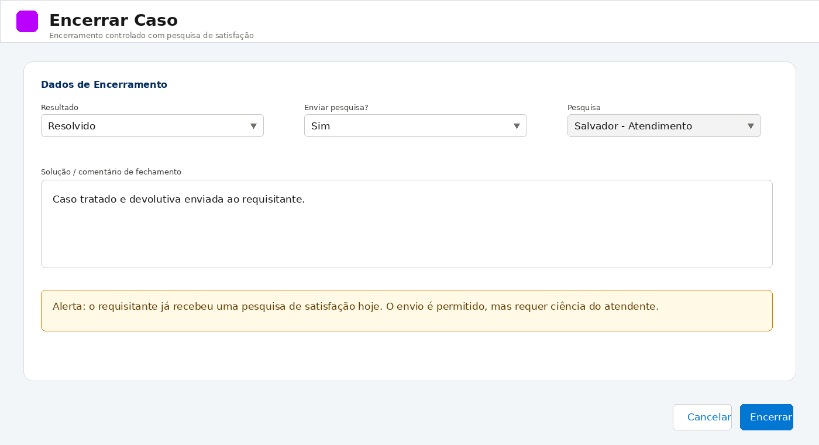 Encerrar Caso
Encerramento controlado com pesquisa de satisfação
Dados de Encerramento
Resultado
Enviar pesquisa?
Pesquisa
Resolvido
Sim
Salvador - Atendimento
Solução / comentário de fechamento
Caso tratado e devolutiva enviada ao requisitante.
Alerta: o requisitante já recebeu uma pesquisa de satisfação hoje. O envio é permitido, mas requer ciência do atendente.
Cancelar
Encerrar